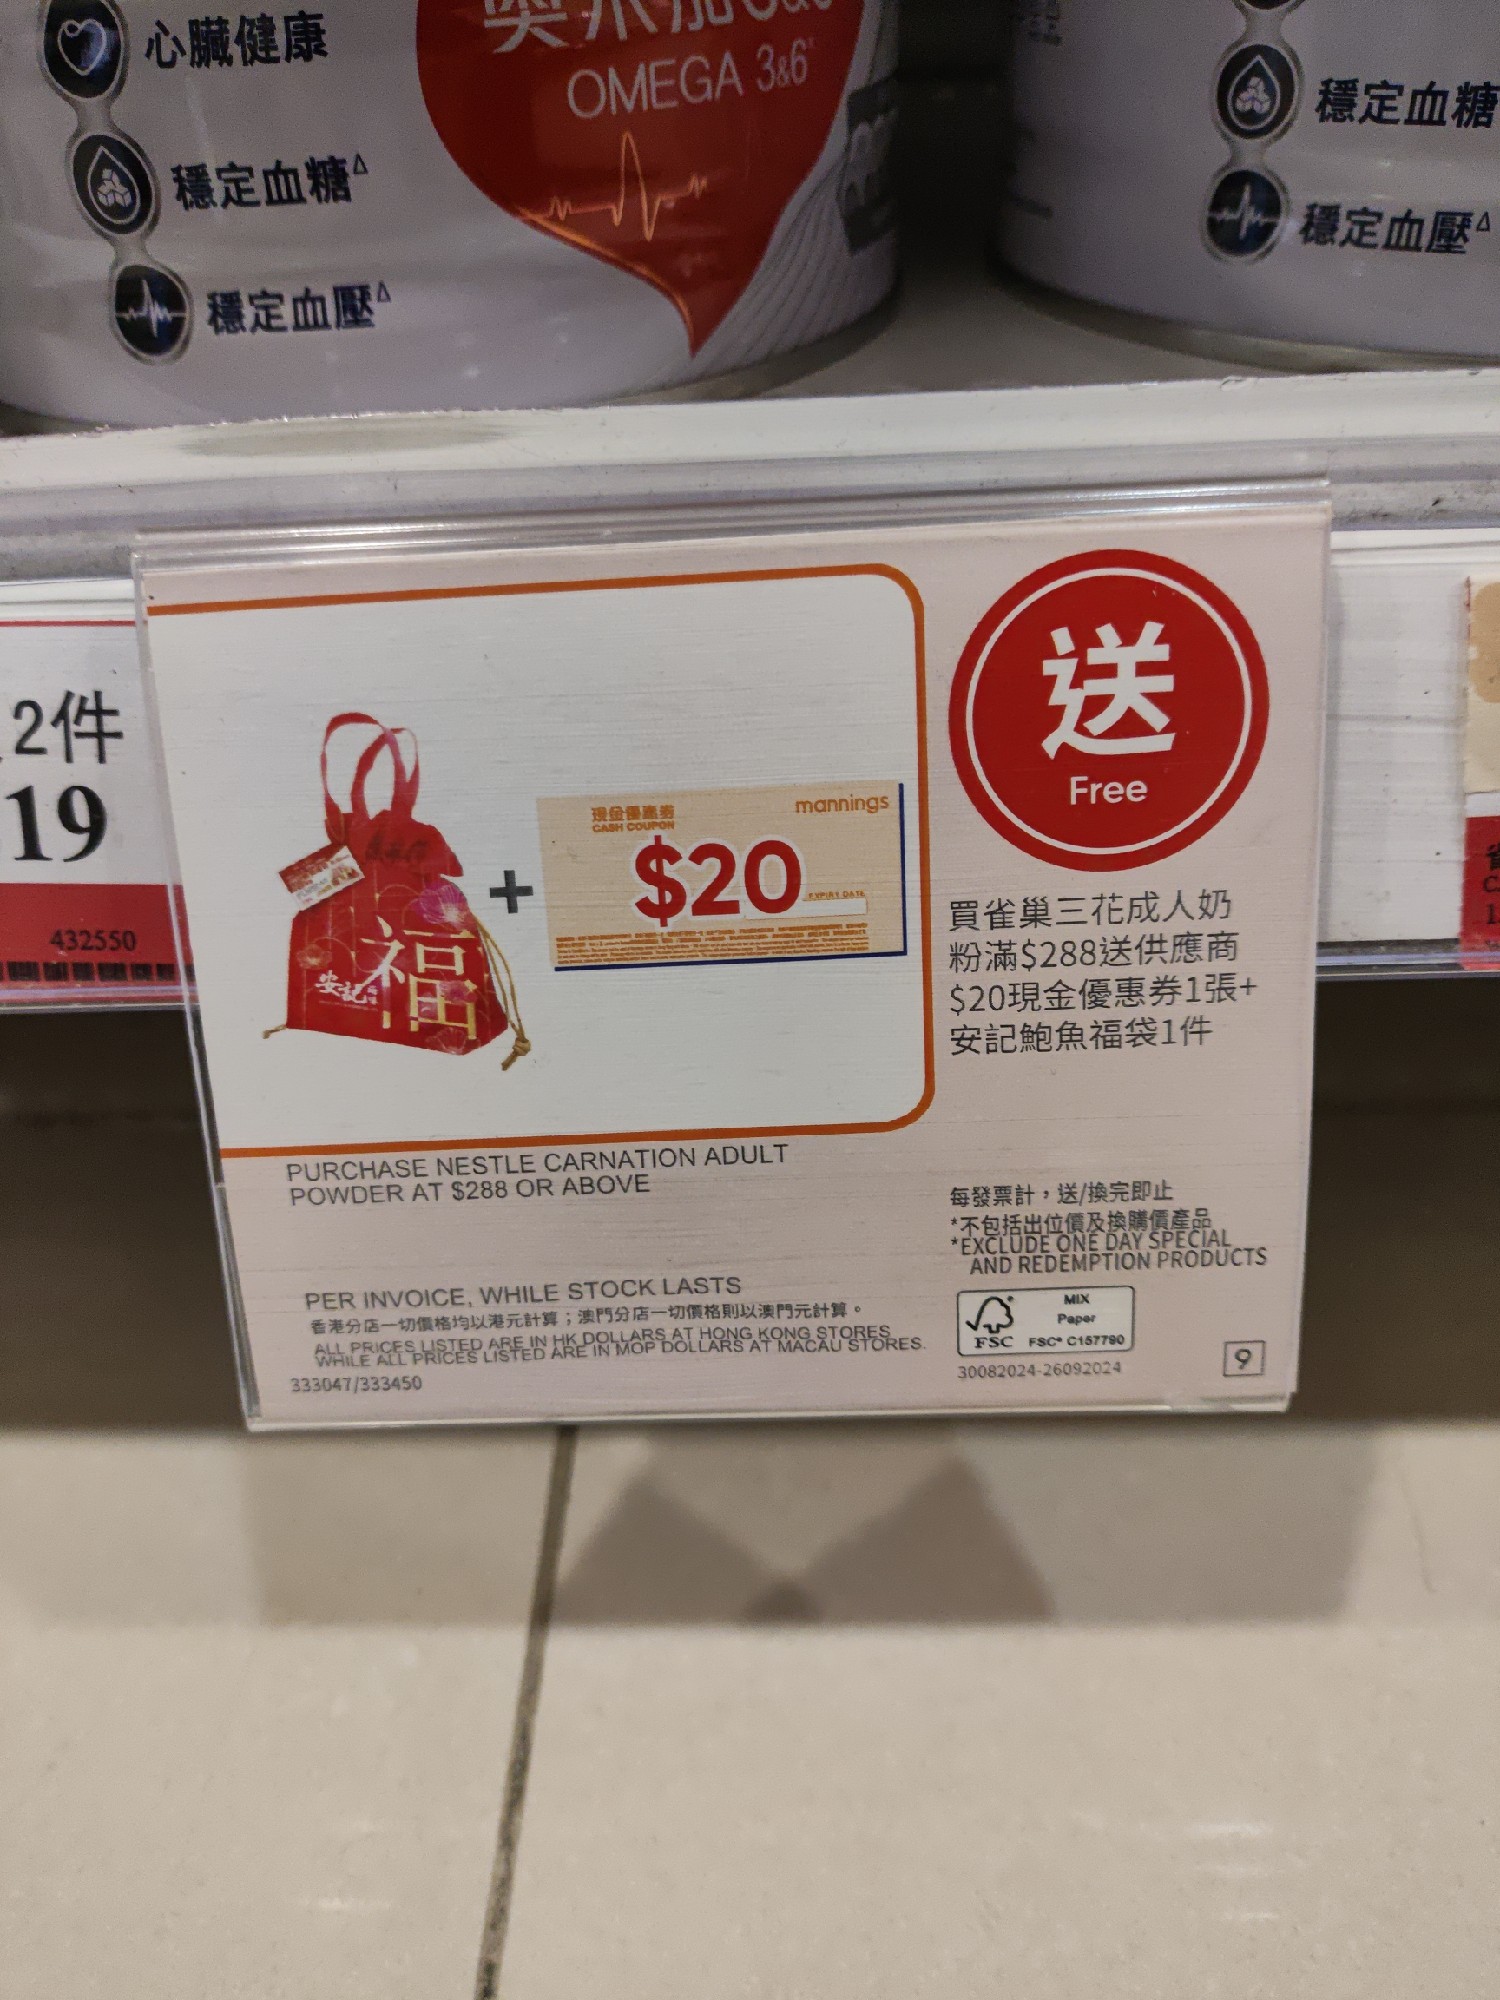 心臟健康
OMEGA 3&6
穩定血糖Δ
穩定血壓Δ
穩定血糖
穩定血壓Δ
2件
19
432550
現金優惠券
CASH COUPON
mannings
$20
EXPIRY DATE
+
福
安記
送
Free
買雀巢三花成人奶
粉滿$288送供應商
$20現金優惠券1張+
安記鮑魚福袋1件
PURCHASE NESTLE CARNATION ADULT
POWDER AT $288 OR ABOVE
每發票計，送/換完即止
*不包括出位價及換購價產品
*EXCLUDE ONE DAY SPECIAL
AND REDEMPTION PRODUCTS
PER INVOICE, WHILE STOCK LASTS
香港分店一切價格均以港元計算；澳門分店一切價格則以澳門元計算。
ALL PRICES LISTED ARE IN HK DOLLARS AT HONG KONG STORES
WHILE ALL PRICES LISTED ARE IN MOP DOLLARS AT MACAU STORES.
333047/333450
FSC
MIX
Paper
FSC® C157790
30082024-26092024
9